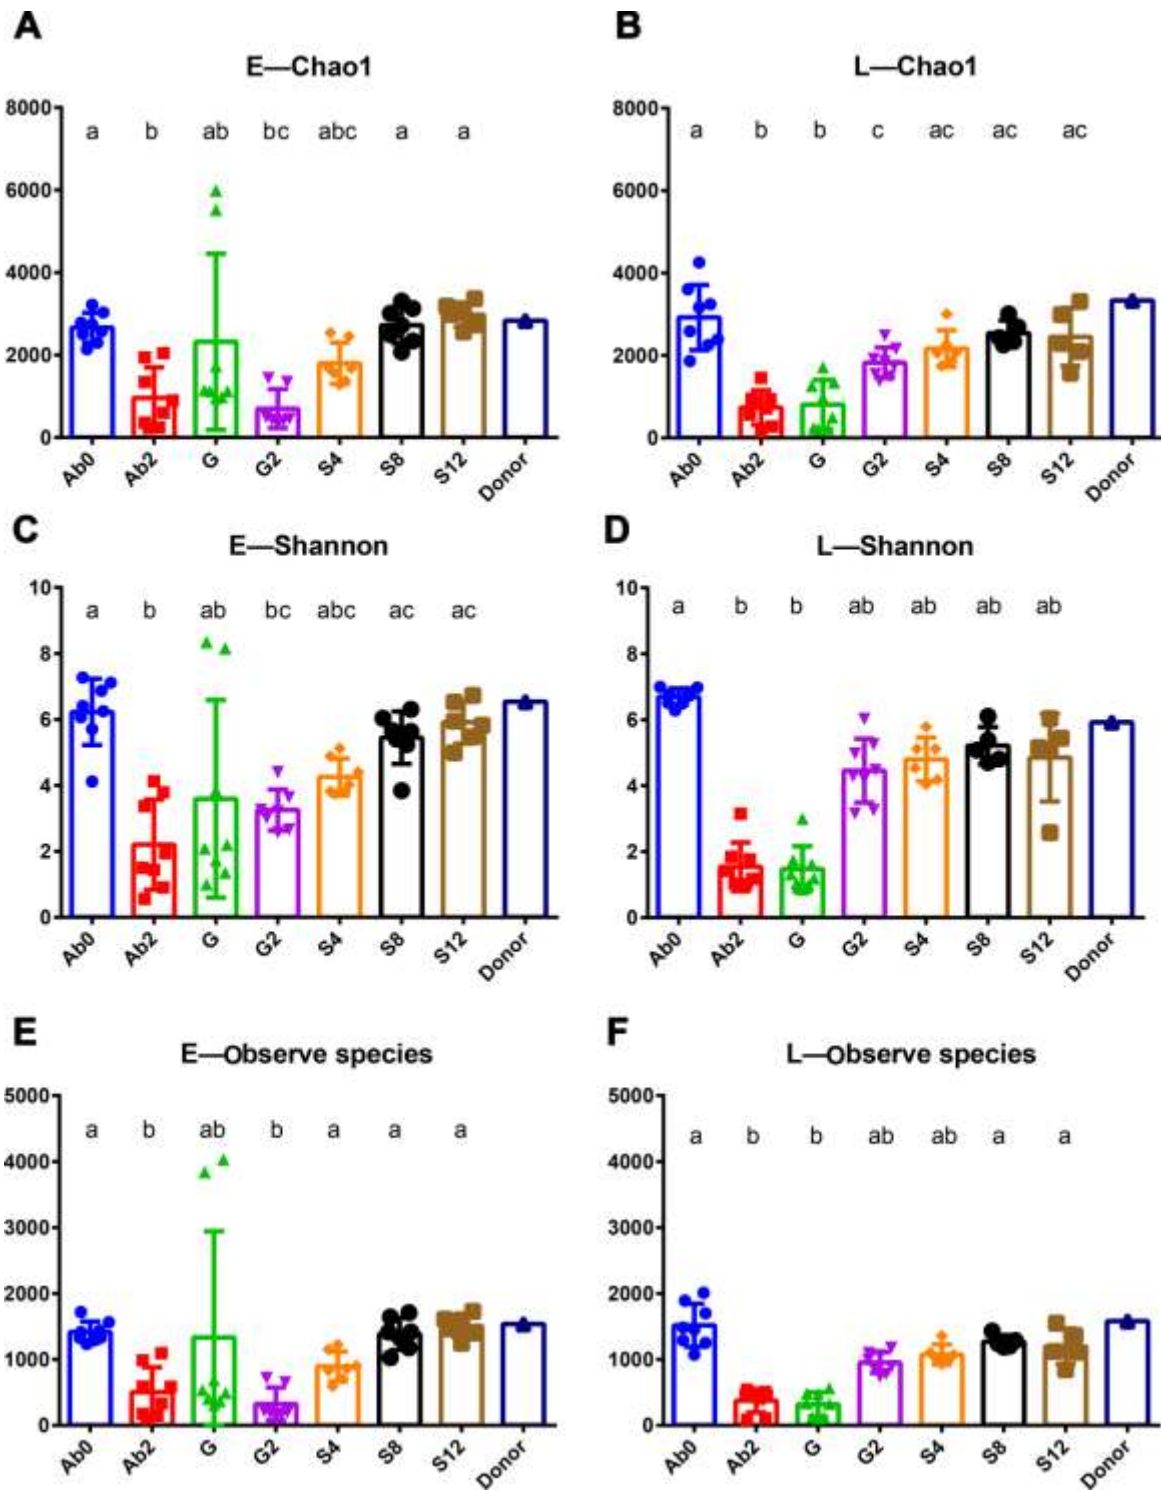 A
E—Chao1
8000
6000
4000
2000
0
a b ab bc abc a a
Ab0 Ab2 G G2 S4 S8 S12 Donor
B
L—Chao1
8000
6000
4000
2000
0
a b b c ac ac ac
Ab0 Ab2 G G2 S4 S8 S12 Donor
C
E—Shannon
10
8
6
4
2
0
a b ab bc abc ac ac
Ab0 Ab2 G G2 S4 S8 S12 Donor
D
L—Shannon
10
8
6
4
2
0
a b b ab ab ab ab
Ab0 Ab2 G G2 S4 S8 S12 Donor
E
E—Observe species
5000
4000
3000
2000
1000
0
a b ab b a a a
Ab0 Ab2 G G2 S4 S8 S12 Donor
F
L—Observe species
5000
4000
3000
2000
1000
0
a b b ab ab a a
Ab0 Ab2 G G2 S4 S8 S12 Donor